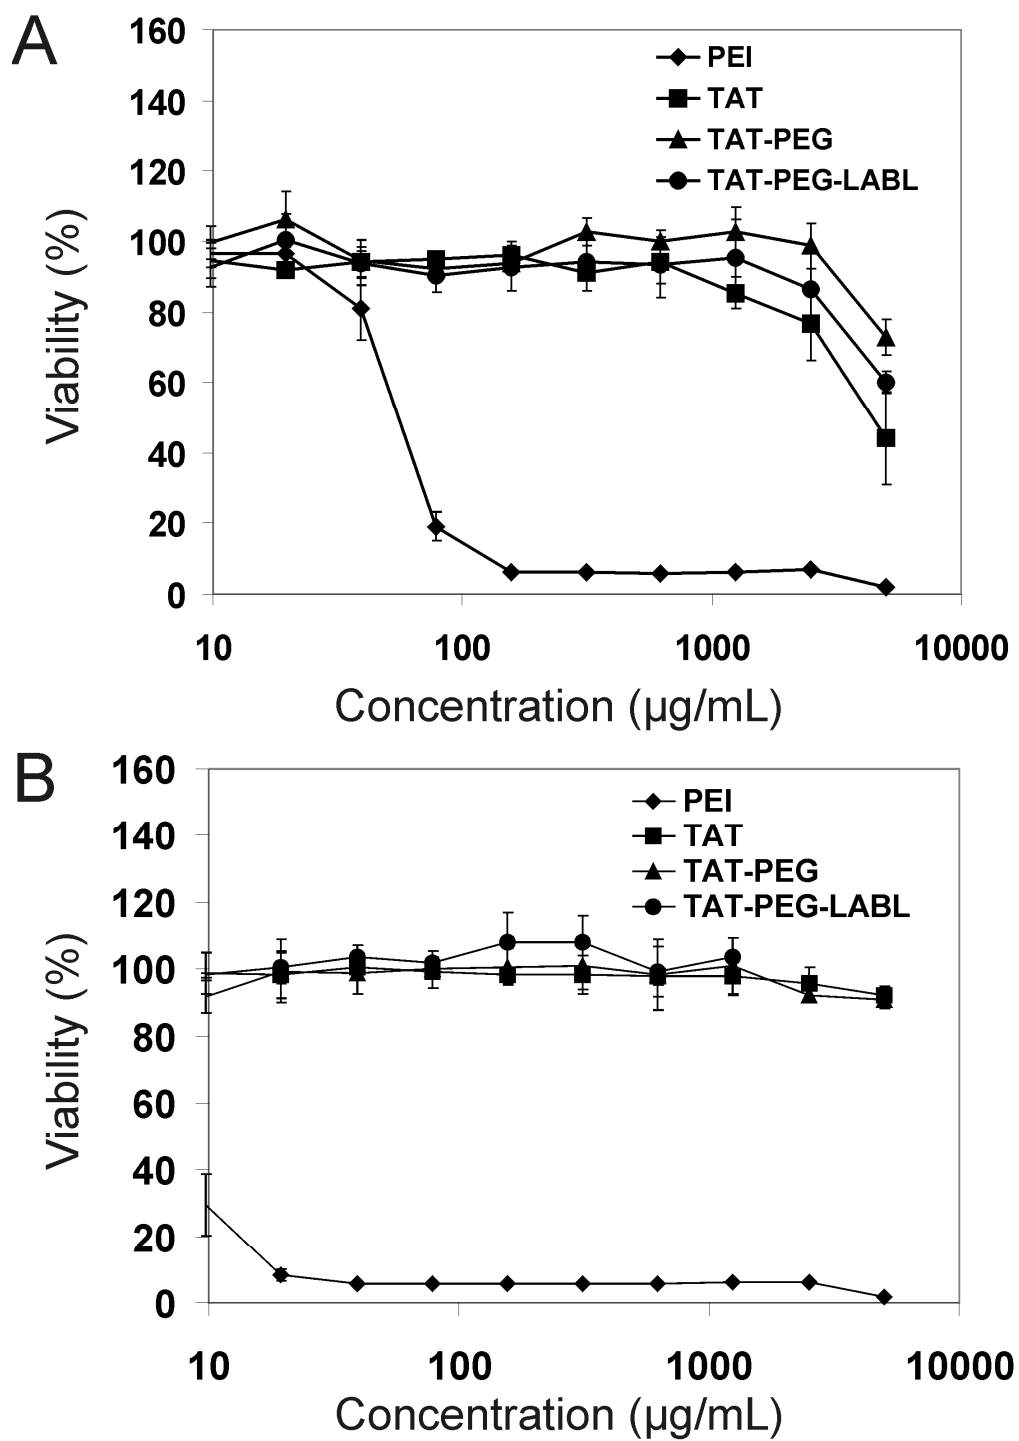 A
160
140
120
100
80
60
40
20
0
Viability (%)
PEI
TAT
TAT-PEG
TAT-PEG-LABL
10 100 1000 10000
Concentration (μg/mL)
B
160
140
120
100
80
60
40
20
0
Viability (%)
PEI
TAT
TAT-PEG
TAT-PEG-LABL
10 100 1000 10000
Concentration (μg/mL)